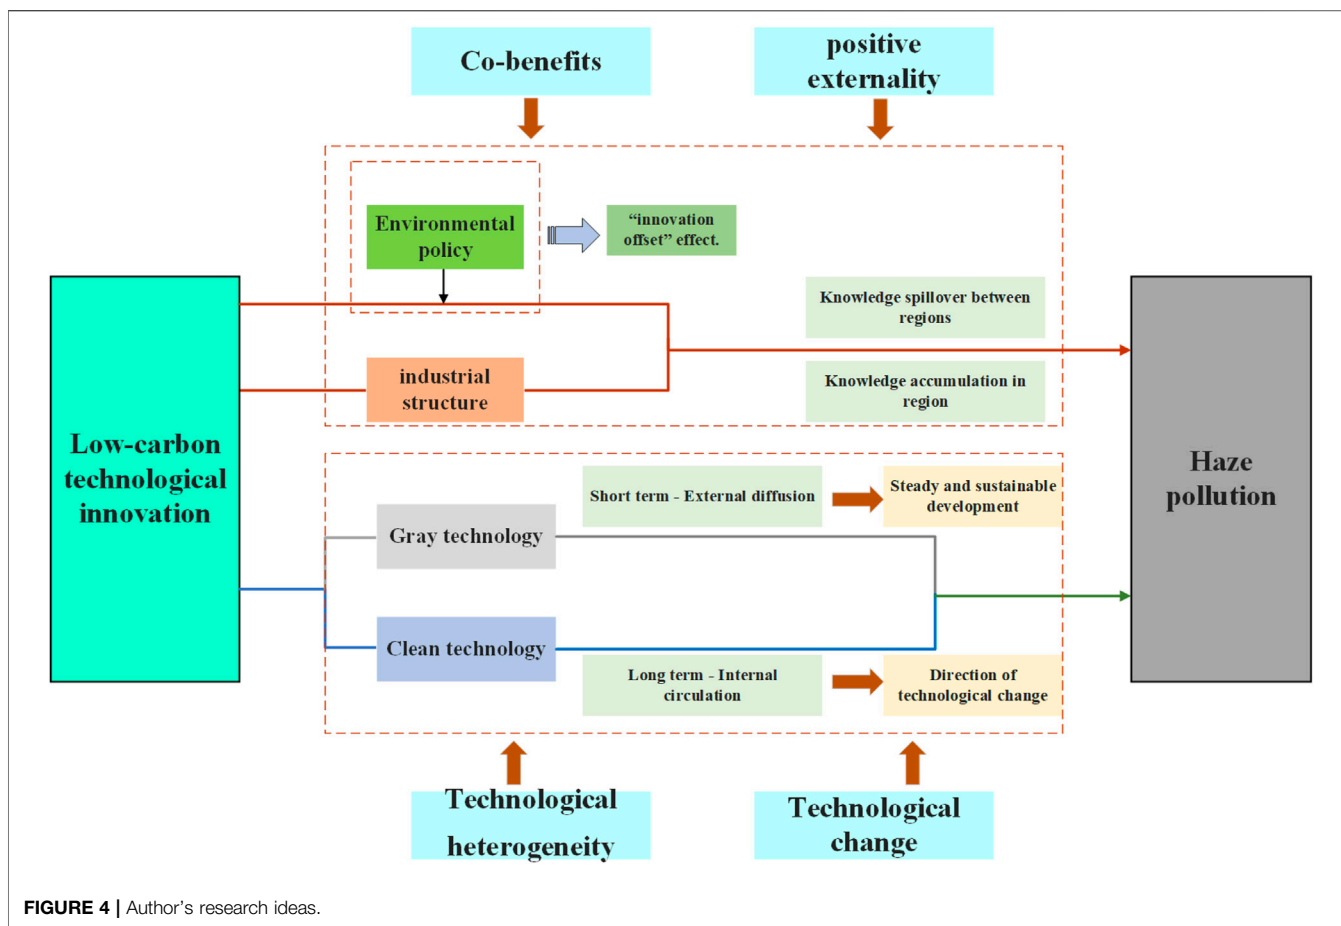 Co-benefits
positive
externality
Environmental
policy
“innovation
offset” effect.
Knowledge spillover between
regions
industrial
structure
Knowledge accumulation in
region
Low-carbon
technological
innovation
Haze
pollution
Short term - External diffusion
Steady and sustainable
development
Gray technology
Clean technology
Long term - Internal
circulation
Direction of
technological change
Technological
heterogeneity
Technological
change
FIGURE 4 | Author’s research ideas.